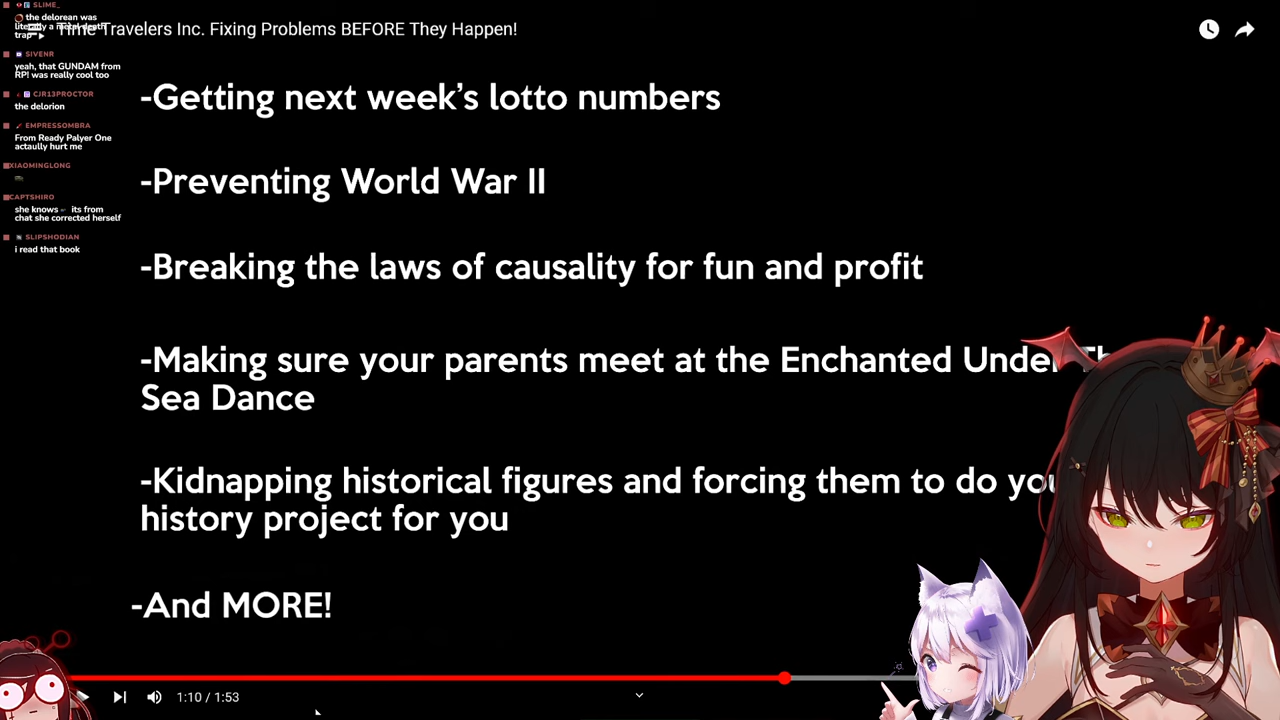 SLIME_
the delorean was
literally a metal death
trap
Time Travelers Inc. Fixing Problems BEFORE They Happen!
SIVENR
yeah, that GUNDAM from
RP! was really cool too
CJR13PROCTOR
the delorion
EMPRESSOMBRA
From Ready Palyer One
actaully hurt me
XIAOMINGLONG
CAPTSHIRO
she knows its from
chat she corrected herself
SLIPSHODIAN
i read that book
-Getting next week's lotto numbers
-Preventing World War II
-Breaking the laws of causality for fun and profit
-Making sure your parents meet at the Enchanted Under Th
Sea Dance
-Kidnapping historical figures and forcing them to do you
history project for you
-And MORE!
1:10 / 1:53